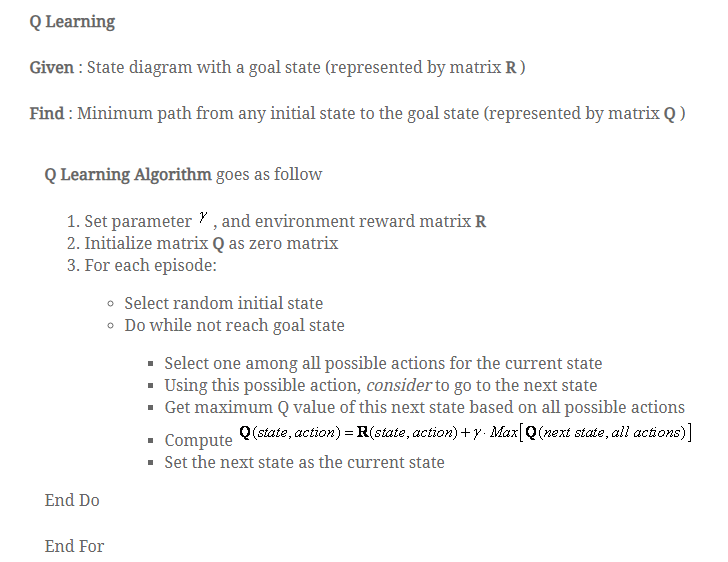 Q Learning
Given : State diagram with a goal state (represented by matrix R )
Find : Minimum path from any initial state to the goal state (represented by matrix Q )
Q Learning Algorithm goes as follow
1. Set parameter γ , and environment reward matrix R
2. Initialize matrix Q as zero matrix
3. For each episode:
◦ Select random initial state
◦ Do while not reach goal state
▪ Select one among all possible actions for the current state
▪ Using this possible action, consider to go to the next state
▪ Get maximum Q value of this next state based on all possible actions
▪ Compute Q(state, action) = R(state, action) + γ · Max[Q(next state, all actions)]
▪ Set the next state as the current state
End Do
End For